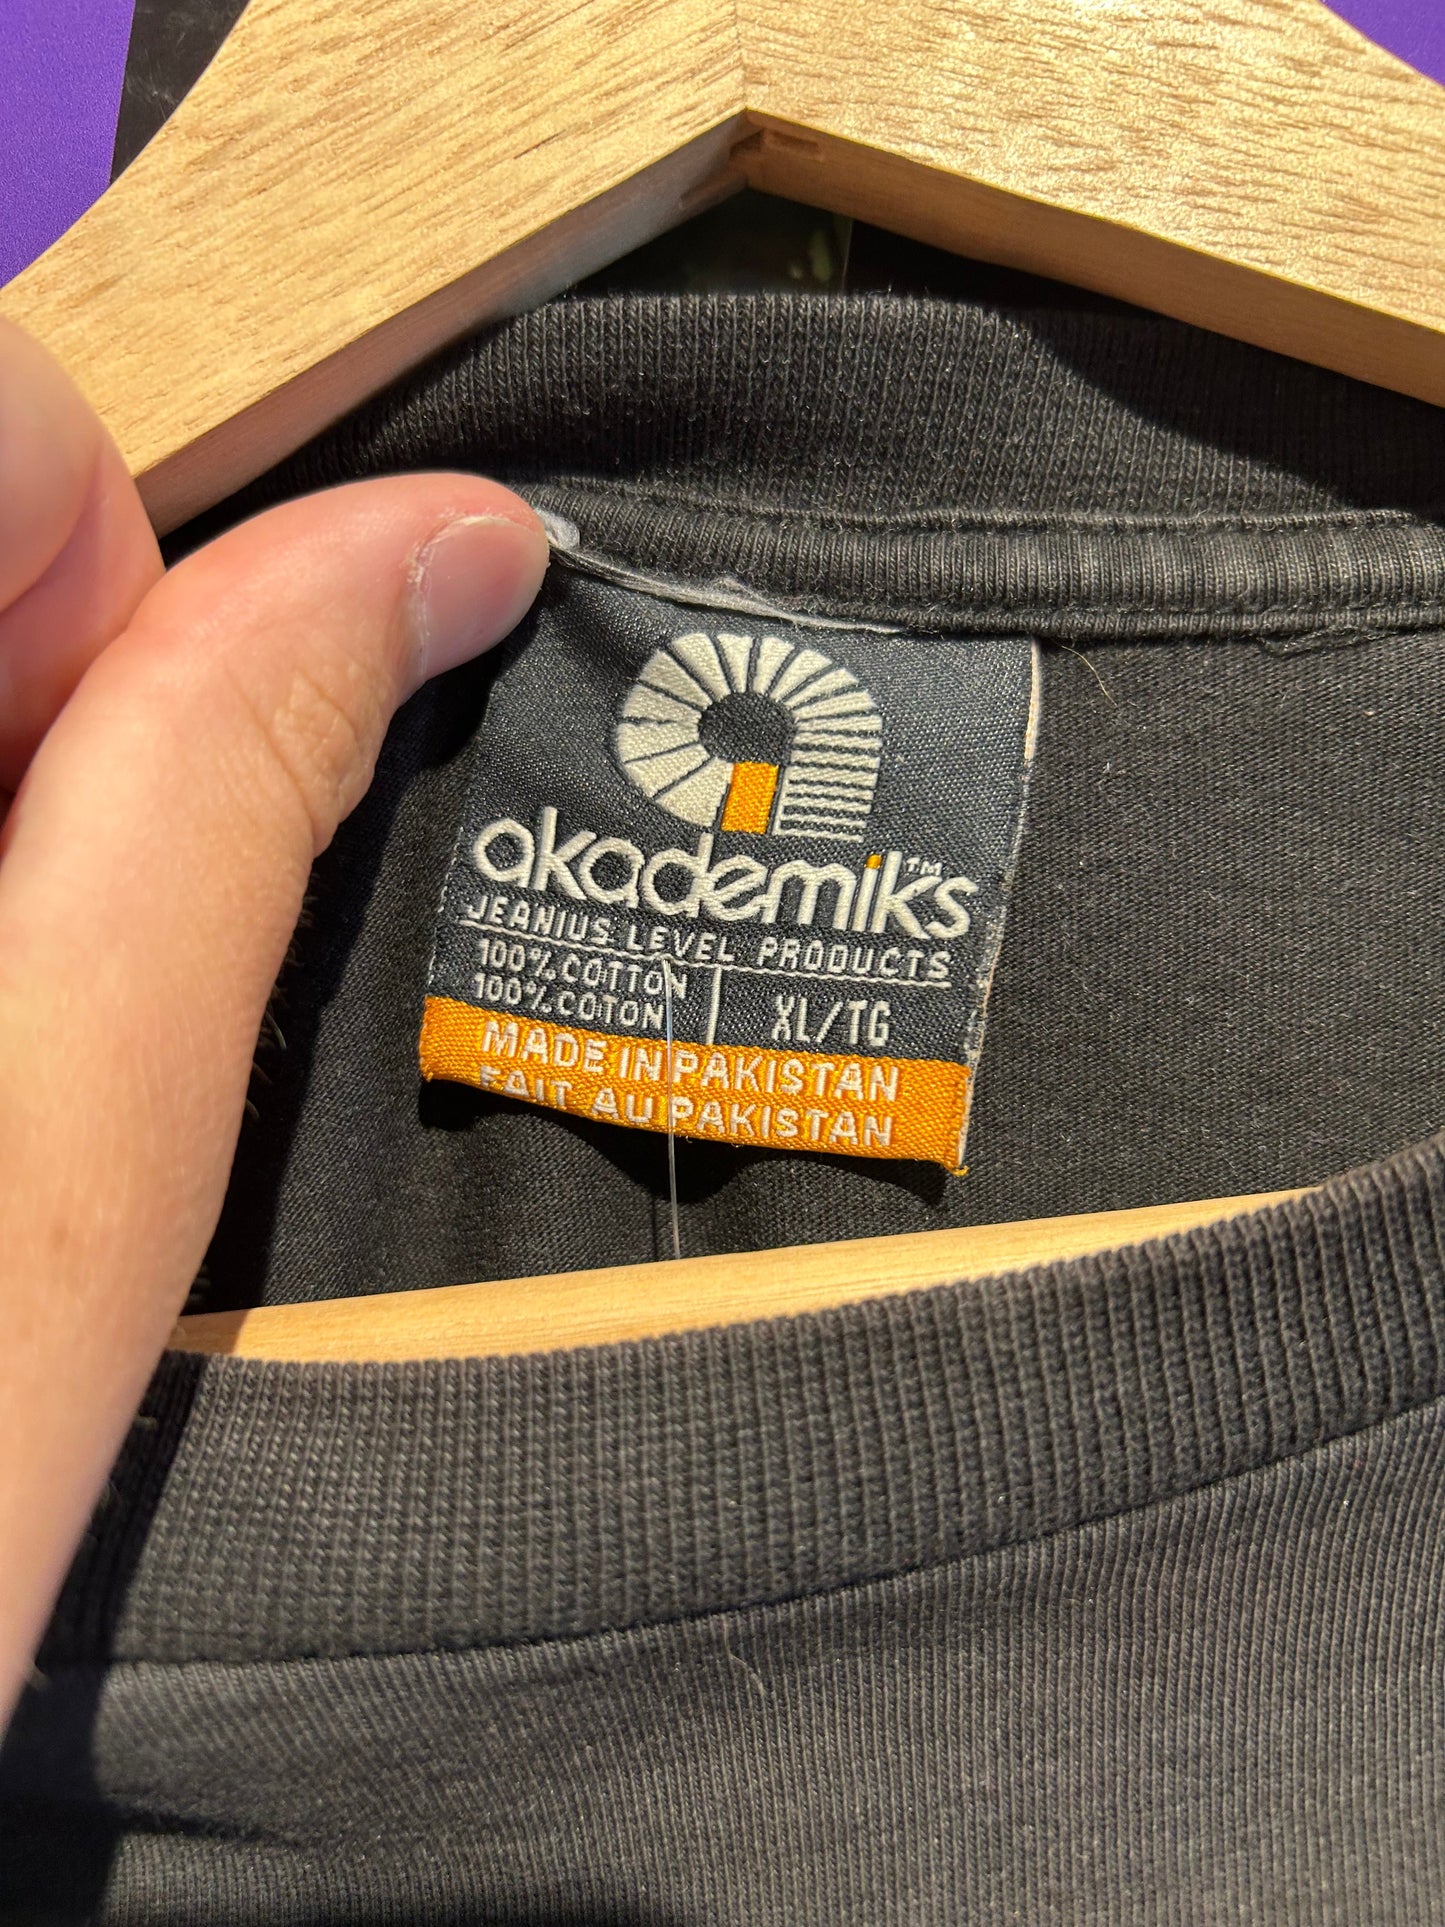 akademiks™
JEANIUS LEVEL PRODUCTS
100% COTTON
100% COTON
XL/TG
MADE IN PAKISTAN
FAIT AU PAKISTAN